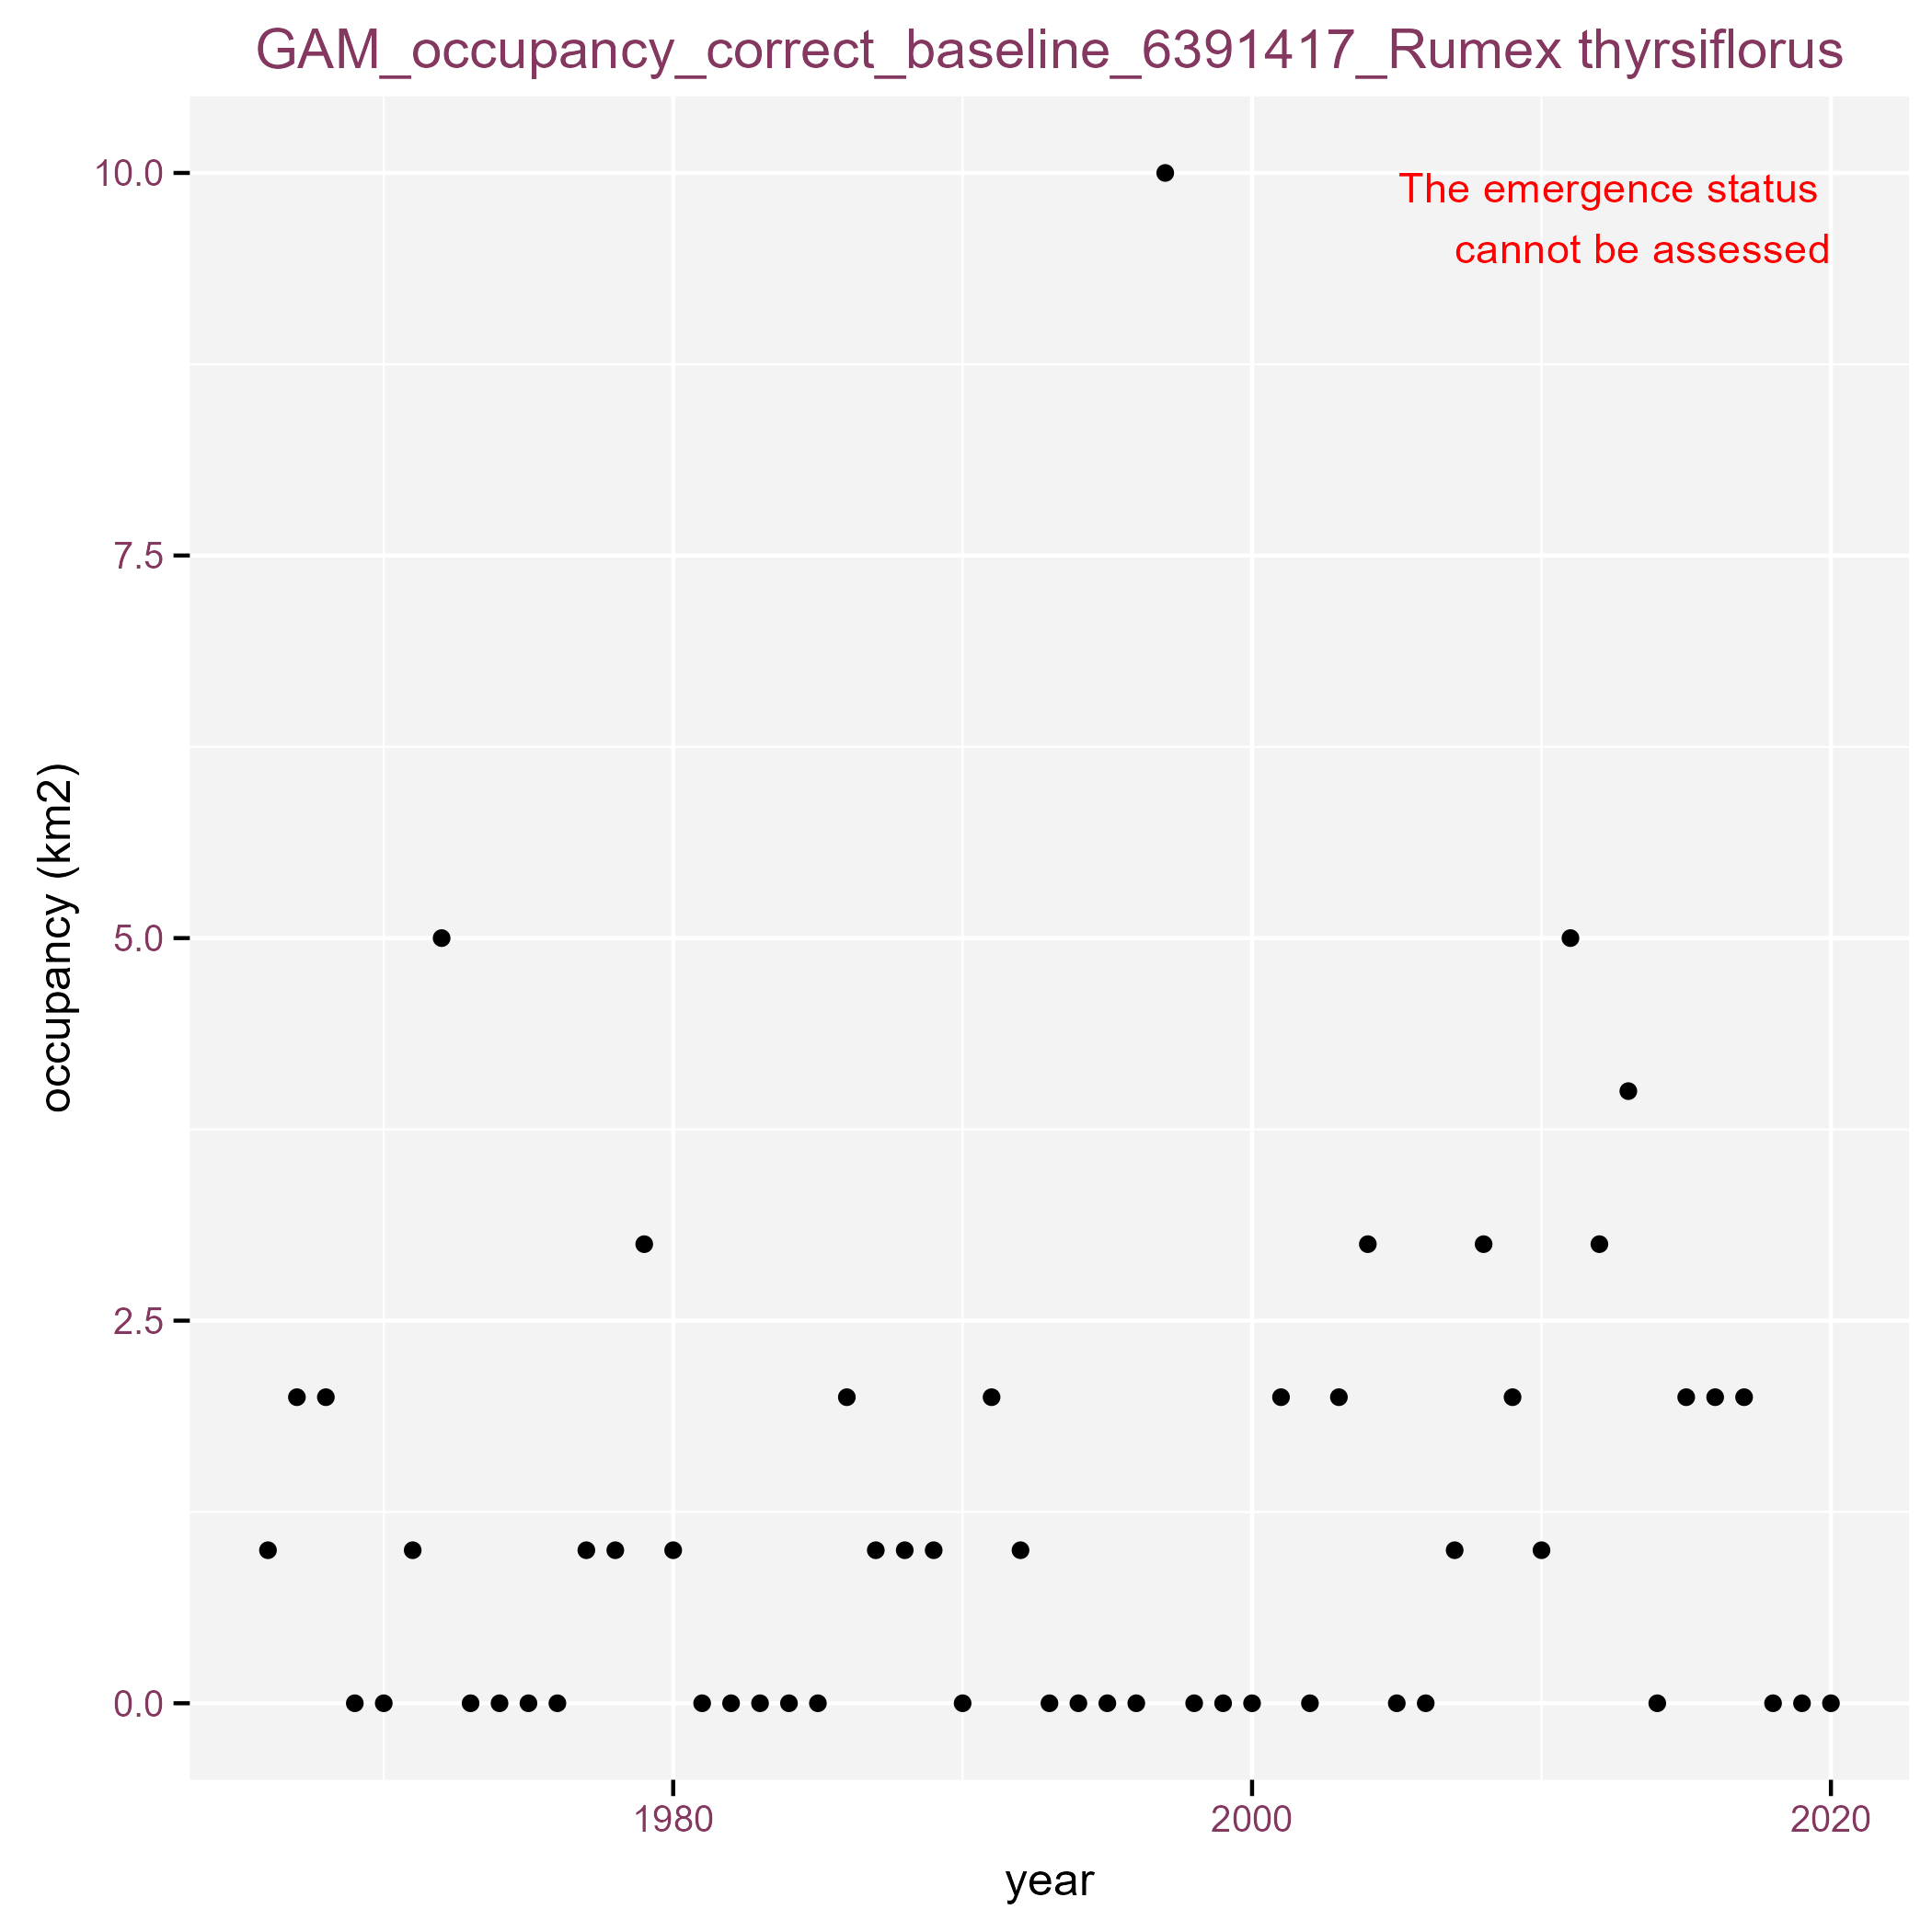 GAM_occupancy_correct_baseline_6391417_Rumex thyrsiflorus
The emergence status
cannot be assessed
10.0
7.5
5.0
2.5
0.0
occupancy (km2)
1980
2000
2020
year